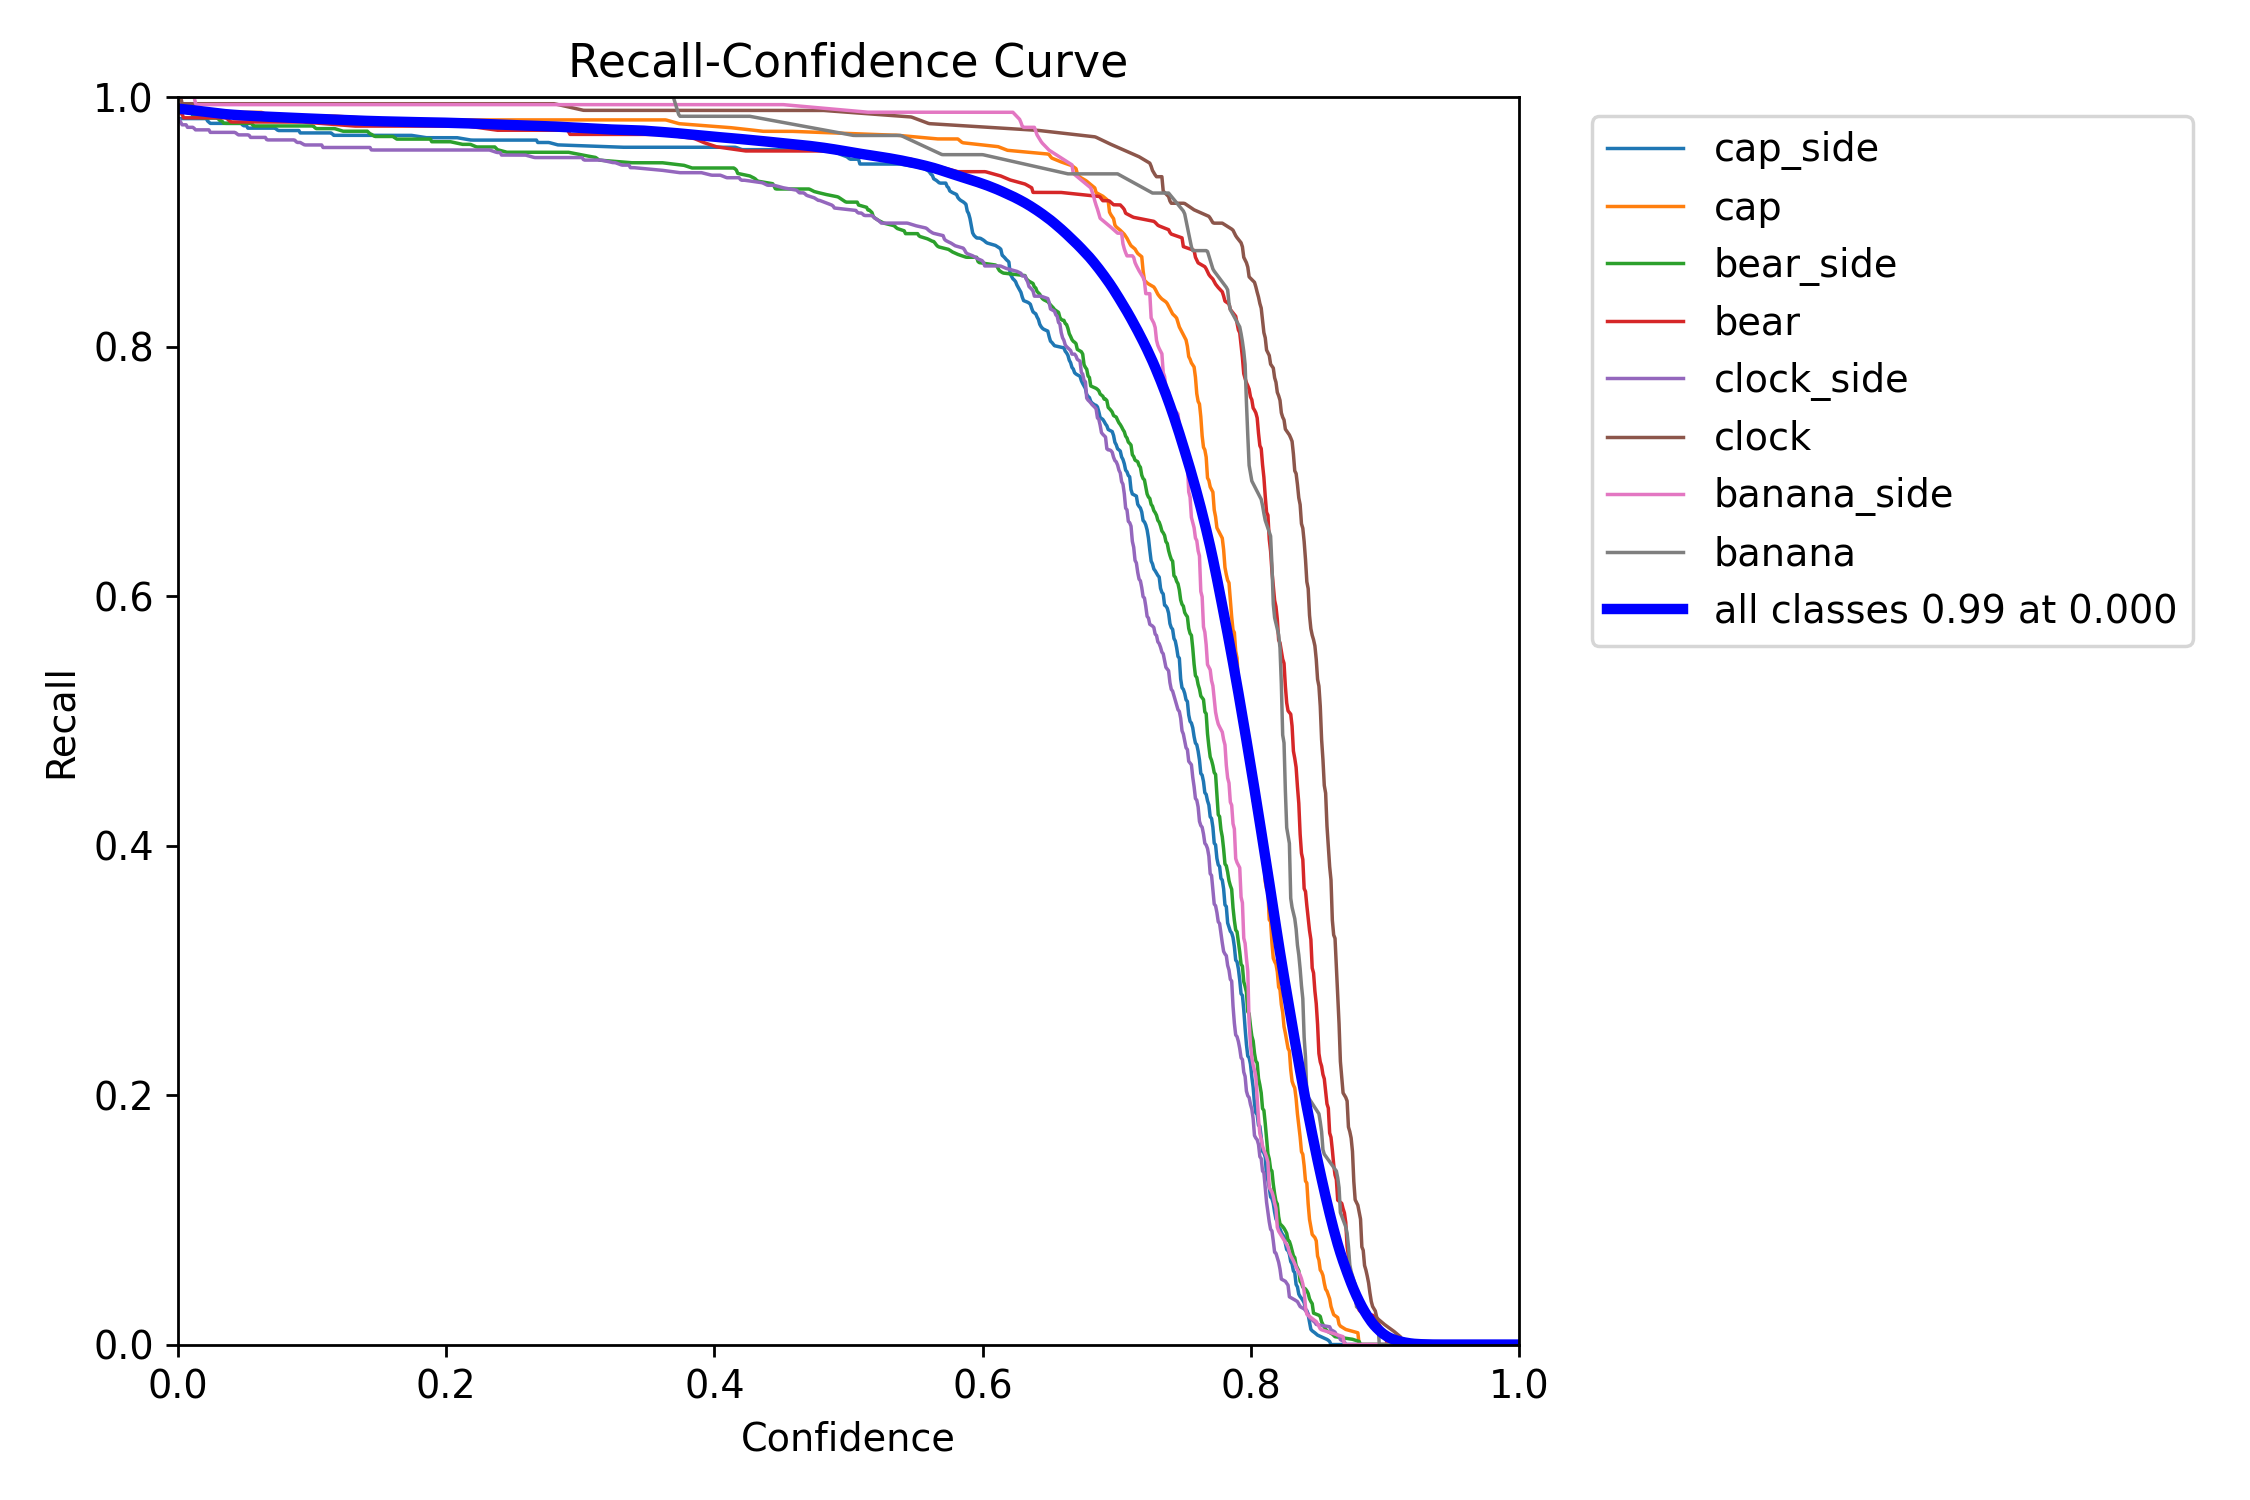 Recall-Confidence Curve
1.0
0.8
0.6
0.4
0.2
0.0
Recall
0.0 0.2 0.4 0.6 0.8 1.0
Confidence
cap_side
cap
bear_side
bear
clock_side
clock
banana_side
banana
all classes 0.99 at 0.000